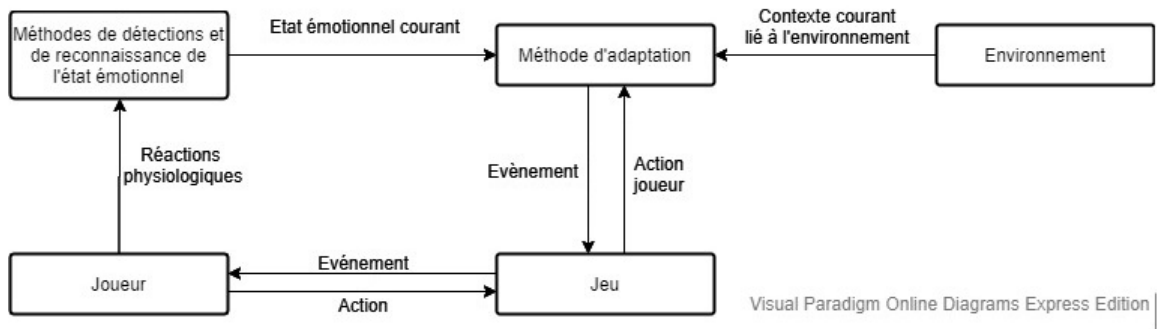 Méthodes de détections et
de reconnaissance de
l'état émotionnel
Etat émotionnel courant
Méthode d'adaptation
Contexte courant
lié à l'environnement
Environnement
Réactions
physiologiques
Evènement
Action
joueur
Joueur
Evénement
Action
Jeu
Visual Paradigm Online Diagrams Express Edition